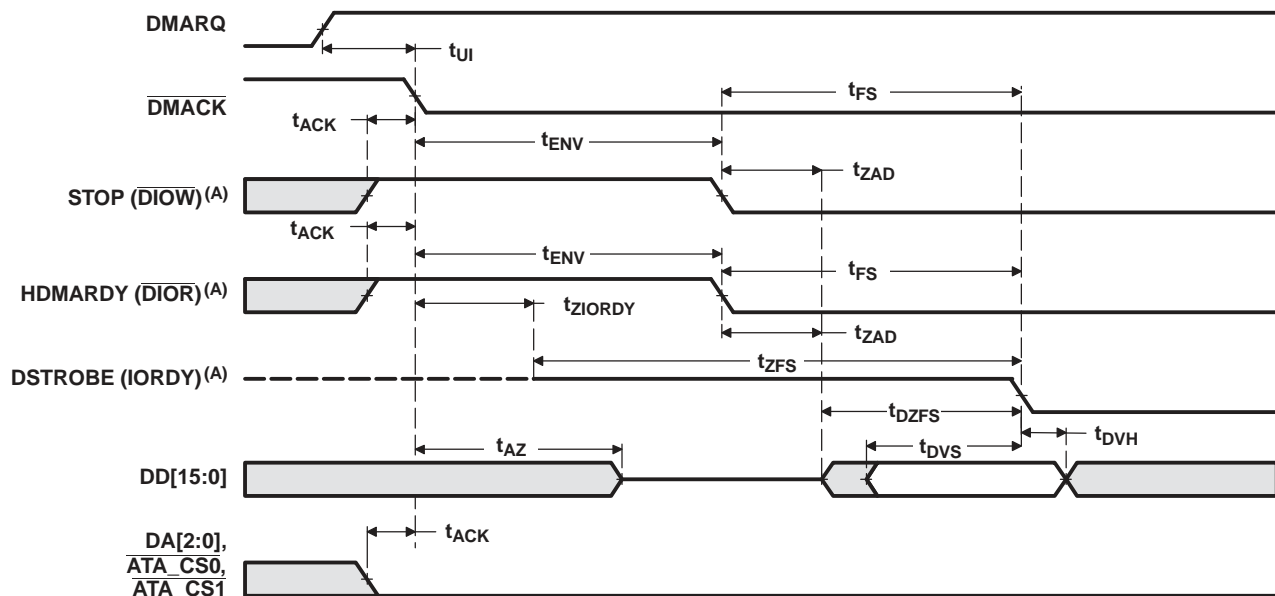 DMARQ
tUI
DMACK
tFS
tACK
tENV
tZAD
STOP (DIOW)(A)
tACK
tENV
tFS
HDMARDY (DIOR)(A)
tZIORDY
tZAD
tZFS
DSTROBE (IORDY)(A)
tDZFS
tAZ
tDVS
tDVH
DD[15:0]
tACK
DA[2:0],
ATA_CS0,
ATA_CS1